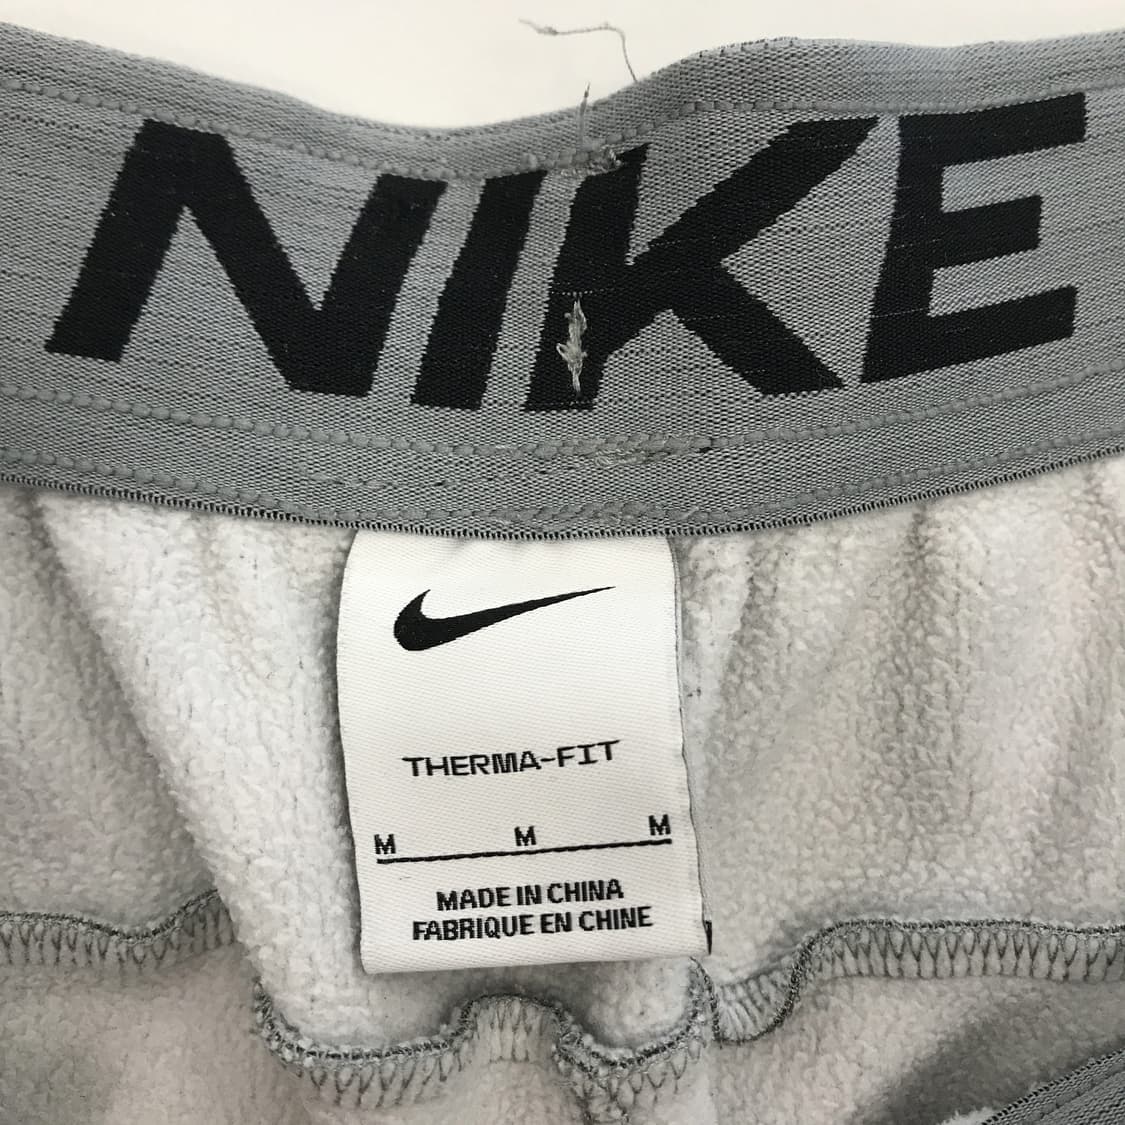 NIKE
THERMA-FIT
M M M
MADE IN CHINA
FABRIQUE EN CHINE